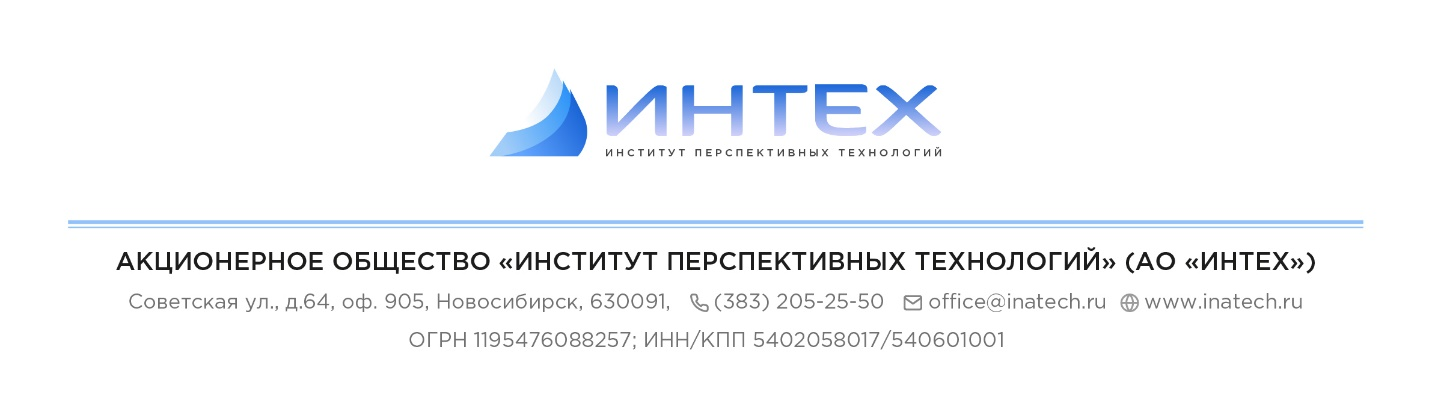 ИНТЕХ
ИНСТИТУТ ПЕРСПЕКТИВНЫХ ТЕХНОЛОГИЙ
АКЦИОНЕРНОЕ ОБЩЕСТВО «ИНСТИТУТ ПЕРСПЕКТИВНЫХ ТЕХНОЛОГИЙ» (АО «ИНТЕХ»)
Советская ул., д.64, оф. 905, Новосибирск, 630091, (383) 205-25-50 office@inatech.ru www.inatech.ru
ОГРН 1195476088257; ИНН/КПП 5402058017/540601001